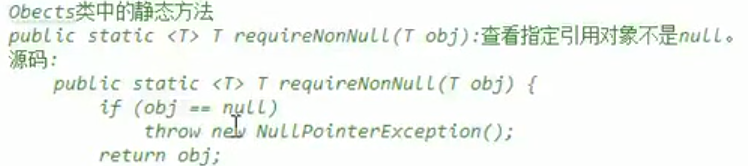 Obects类中的静态方法
public static <T> T requireNonNull(T obj):查看指定引用对象不是null。
源码:
public static <T> T requireNonNull(T obj) {
if (obj == null)
throw new NullPointerException();
return obj;